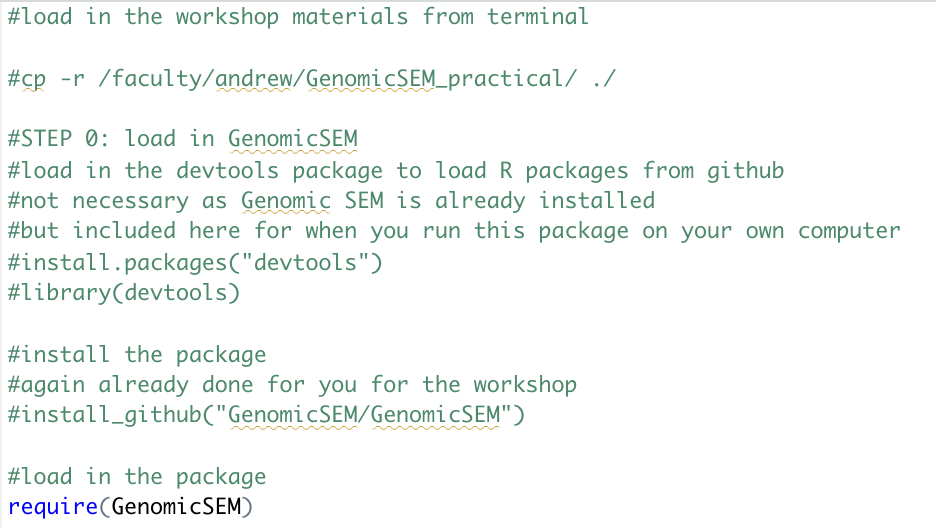 #load in the workshop materials from terminal
#cp -r /faculty/andrew/GenomicSEM_practical/ ./
#STEP 0: load in GenomicSEM
#load in the devtools package to load R packages from github
#not necessary as Genomic SEM is already installed
#but included here for when you run this package on your own computer
#install.packages("devtools")
#library(devtools)
#install the package
#again already done for you for the workshop
#install_github("GenomicSEM/GenomicSEM")
#load in the package
require(GenomicSEM)